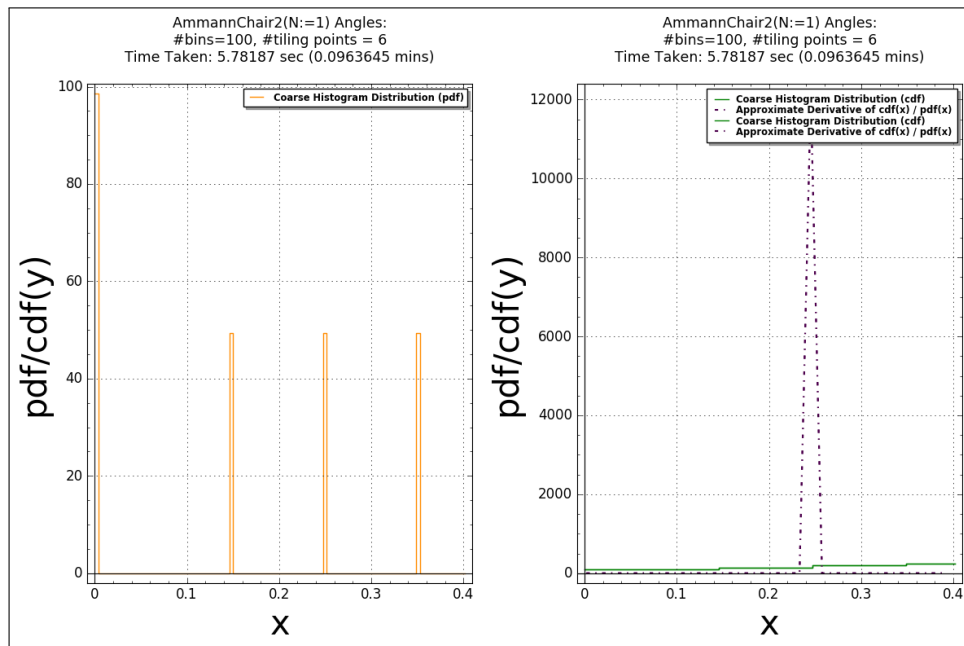 AmmannChair2(N:=1) Angles:
#bins=100, #tiling points = 6
Time Taken: 5.78187 sec (0.0963645 mins)
Coarse Histogram Distribution (pdf)
100
80
60
40
20
0
pdf/cdf(y)
0
0.1
0.2
0.3
0.4
x
AmmannChair2(N:=1) Angles:
#bins=100, #tiling points = 6
Time Taken: 5.78187 sec (0.0963645 mins)
Coarse Histogram Distribution (cdf)
Approximate Derivative of cdf(x) / pdf(x)
Coarse Histogram Distribution (cdf)
Approximate Derivative of cdf(x) / pdf(x)
12000
10000
8000
6000
4000
2000
0
pdf/cdf(y)
0
0.1
0.2
0.3
0.4
x